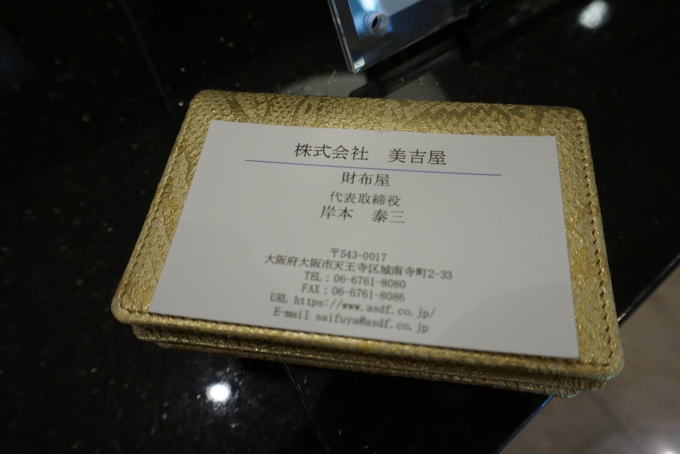 株式会社　美吉屋
財布屋
代表取締役
岸本　泰三
〒543-0017
大阪府大阪市天王寺区城南寺町2-33
TEL：06-6761-8080
FAX：06-6761-8086
URL https://www.asdf.co.jp/
E-mail saifuya@asdf.co.jp